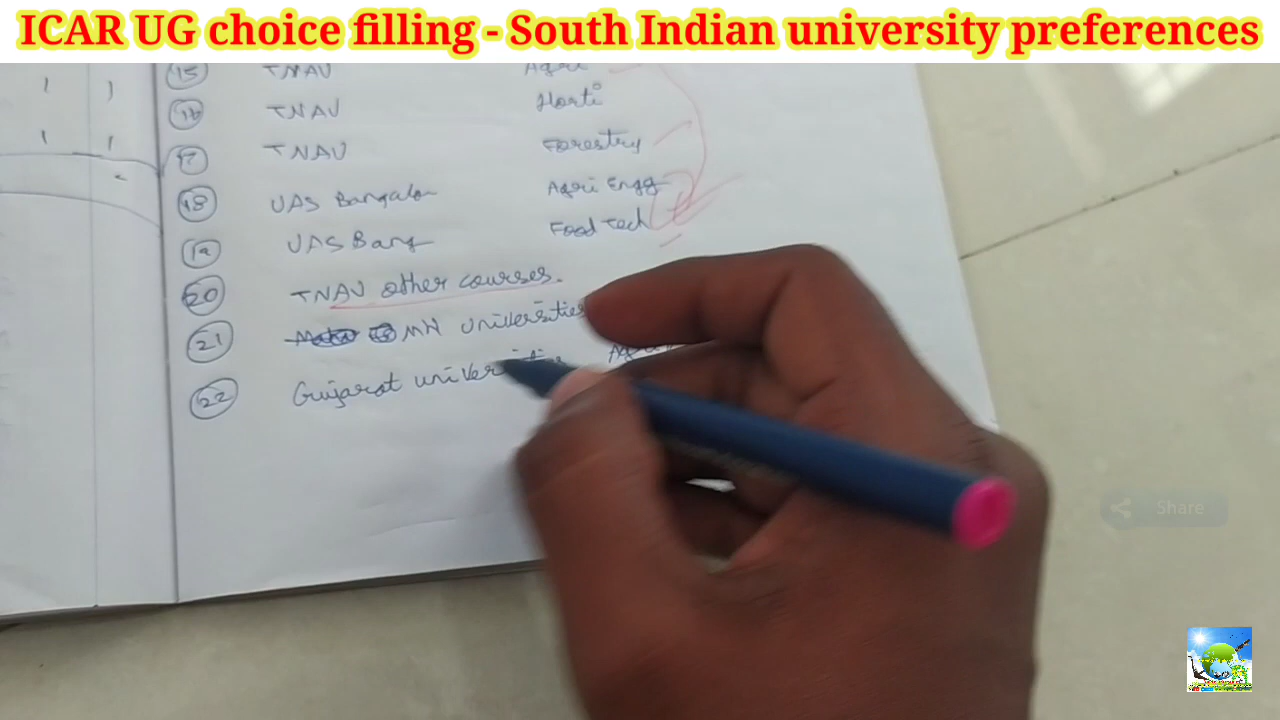 ICAR UG choice filling - South Indian university preferences
15 TNAU Agri
16 TNAU Horti
17 TNAU Forestry
18 UAS Bangalore Agri Engg
19 UAS Bang Food Tech
20 TNAU other courses.
21 MH Universities
22 Gujarat universities
Share